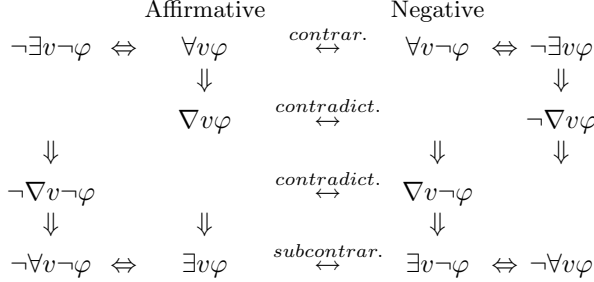 Affirmative Negative
¬∃v¬φ ⇔ ∀vφ contrar. ↔ ∀v¬φ ⇔ ¬∃vφ
⇓ ⇓
∇vφ contradict. ↔ ¬∇vφ
⇓ ⇓ ⇓
¬∇v¬φ contradict. ↔ ∇v¬φ
⇓ ⇓ ⇓
¬∀v¬φ ⇔ ∃vφ subcontrar. ↔ ∃v¬φ ⇔ ¬∀vφ